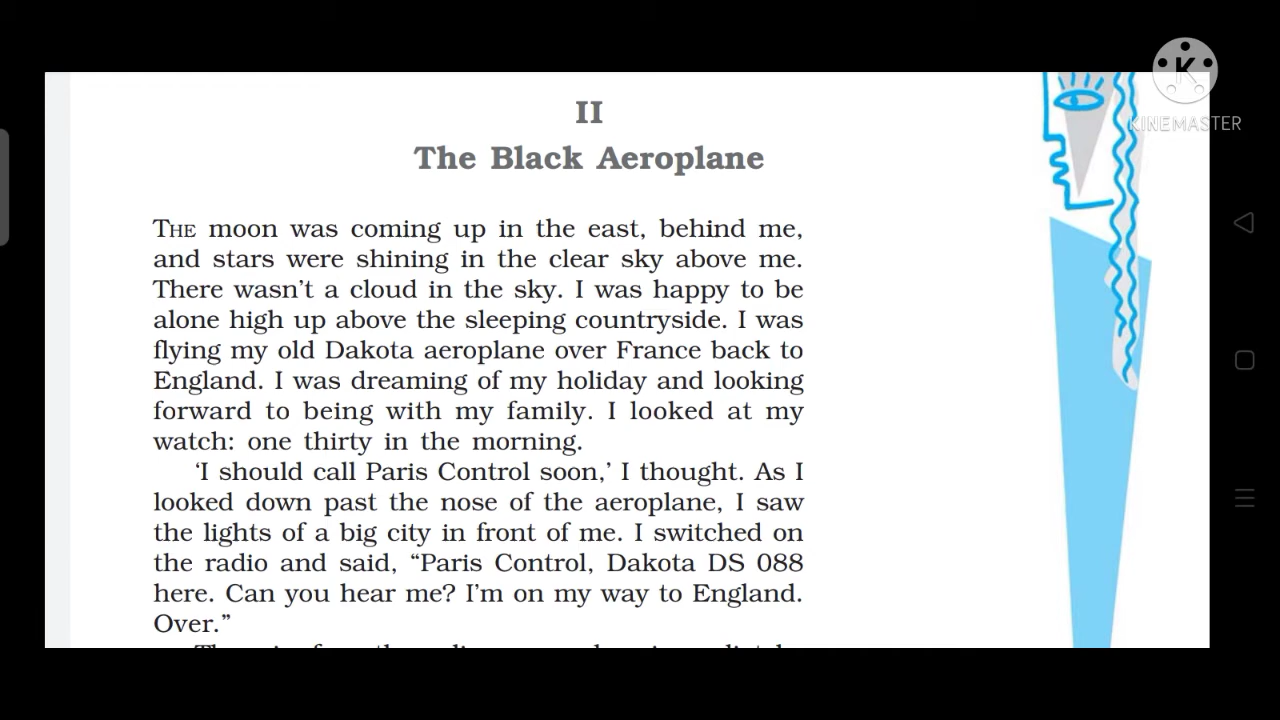 KINEMASTER
II
The Black Aeroplane
THE moon was coming up in the east, behind me,
and stars were shining in the clear sky above me.
There wasn't a cloud in the sky. I was happy to be
alone high up above the sleeping countryside. I was
flying my old Dakota aeroplane over France back to
England. I was dreaming of my holiday and looking
forward to being with my family. I looked at my
watch: one thirty in the morning.
‘I should call Paris Control soon,’ I thought. As I
looked down past the nose of the aeroplane, I saw
the lights of a big city in front of me. I switched on
the radio and said, “Paris Control, Dakota DS 088
here. Can you hear me? I'm on my way to England.
Over.”